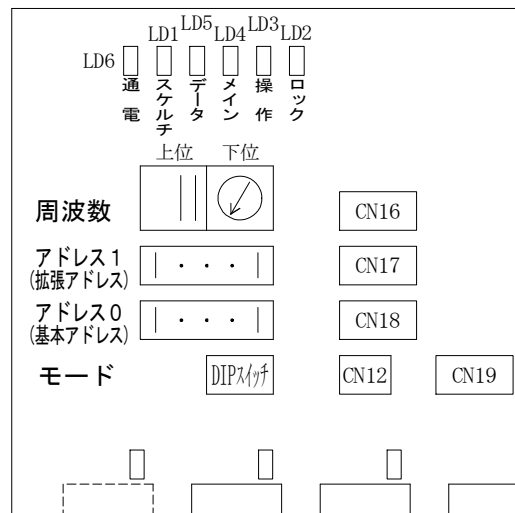 LD6 LD1 LD5 LD4 LD3 LD2
通電
スケルチ
データ
メイン
操作
ロック
上位 下位
周波数 CN16
アドレス1 CN17
(拡張アドレス)
アドレス0 CN18
(基本アドレス)
モード DIPスイッチ CN12 CN19